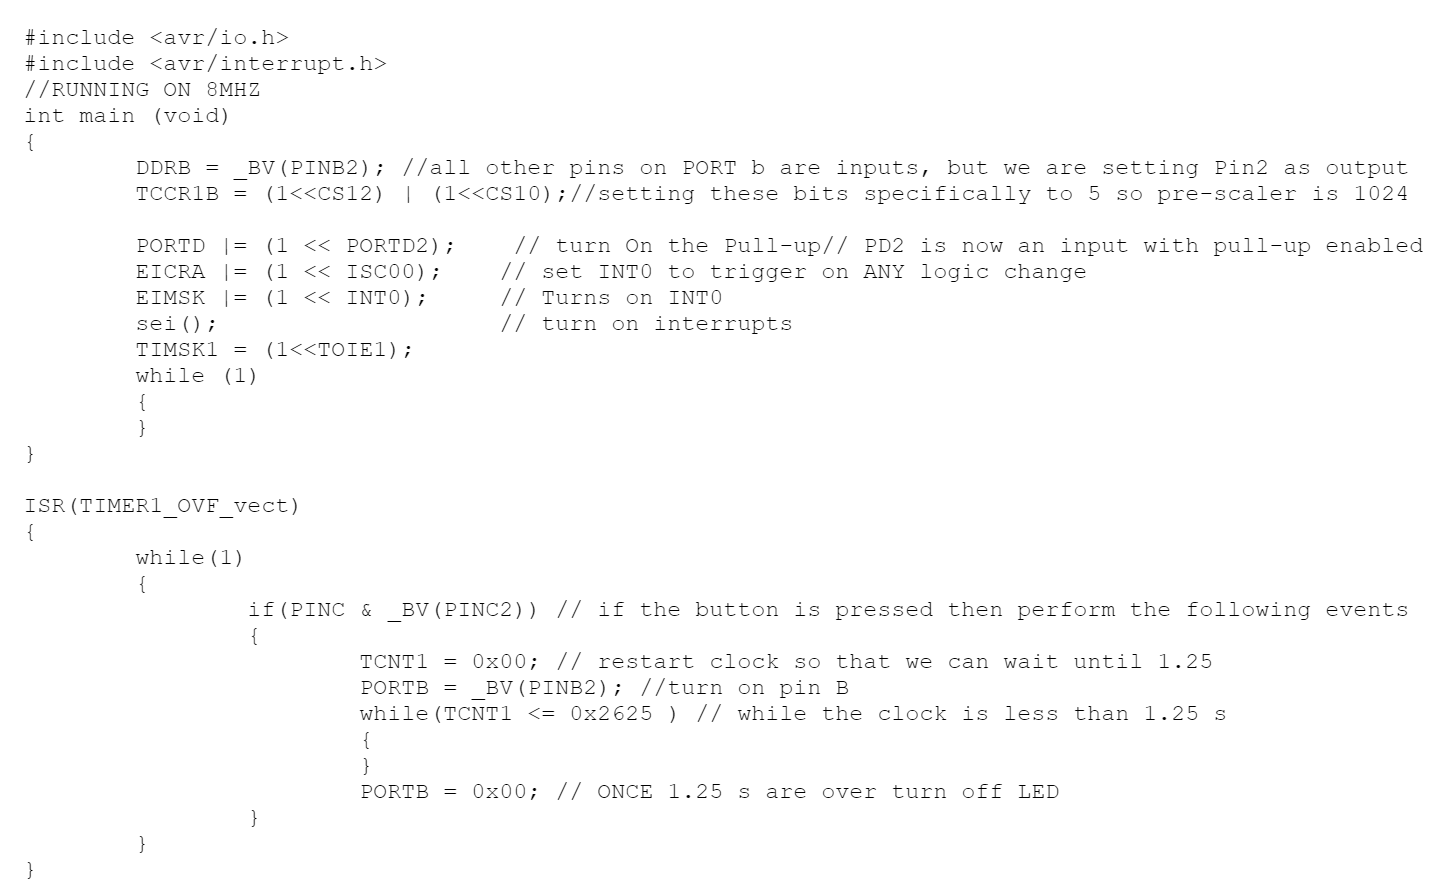 #include <avr/io.h>
#include <avr/interrupt.h>
//RUNNING ON 8MHZ
int main (void)
{
DDRB = _BV(PINB2); //all other pins on PORT b are inputs, but we are setting Pin2 as output
TCCR1B = (1<<CS12) | (1<<CS10);//setting these bits specifically to 5 so pre-scaler is 1024
PORTD |= (1 << PORTD2); // turn On the Pull-up// PD2 is now an input with pull-up enabled
EICRA |= (1 << ISC00); // set INT0 to trigger on ANY logic change
EIMSK |= (1 << INT0); // Turns on INT0
sei(); // turn on interrupts
TIMSK1 = (1<<TOIE1);
while (1)
{
}
}
ISR(TIMER1_OVF_vect)
{
while(1)
{
if(PINC & _BV(PINC2)) // if the button is pressed then perform the following events
{
TCNT1 = 0x00; // restart clock so that we can wait until 1.25
PORTB = _BV(PINB2); //turn on pin B
while(TCNT1 <= 0x2625 ) // while the clock is less than 1.25 s
{
}
PORTB = 0x00; // ONCE 1.25 s are over turn off LED
}
}
}